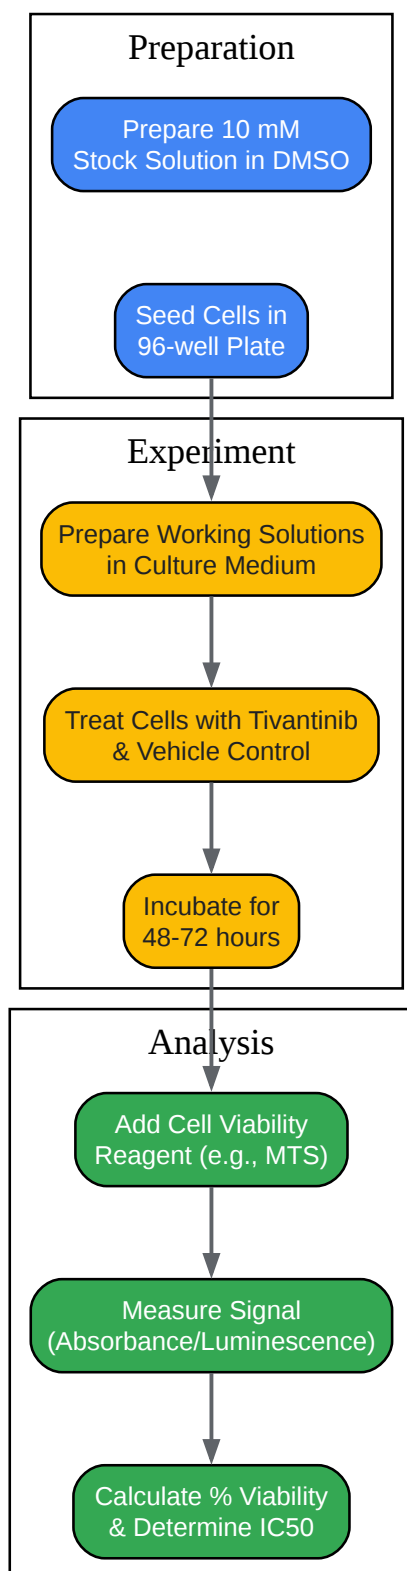 Preparation
Prepare 10 mM
Stock Solution in DMSO
Seed Cells in
96-well Plate
Experiment
Prepare Working Solutions
in Culture Medium
Treat Cells with Tivantinib
& Vehicle Control
Incubate for
48-72 hours
Analysis
Add Cell Viability
Reagent (e.g., MTS)
Measure Signal
(Absorbance/Luminescence)
Calculate % Viability
& Determine IC50